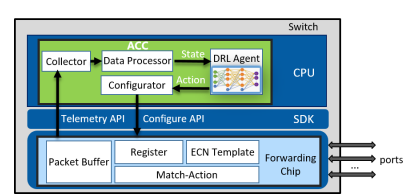 Switch
ACC
Collector
Data Processor
State
DRL Agent
Configurator
Action
CPU
Telemetry API
Configure API
SDK
Packet Buffer
Register
ECN Template
Match-Action
Forwarding
Chip
...
ports